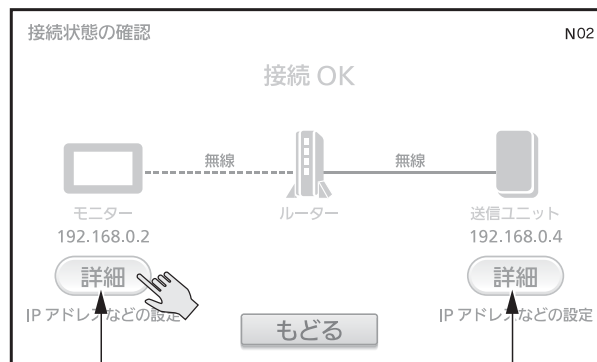 接続状態の確認
N02
接続 OK
無線
無線
モニター
ルーター
送信ユニット
192.168.0.2
192.168.0.4
詳細
詳細
IP アドレスなどの設定
IP アドレスなどの設定
もどる